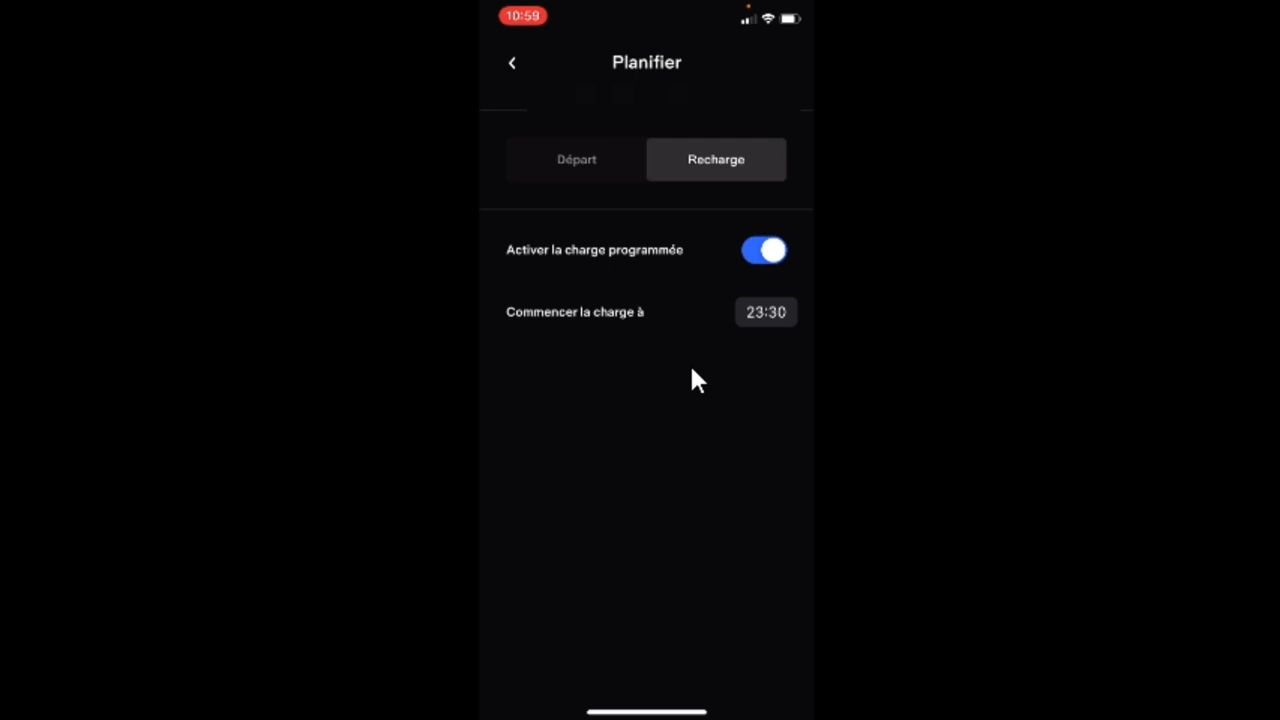 10:59
Planifier
Départ
Recharge
Activer la charge programmée
Commencer la charge à
23:30